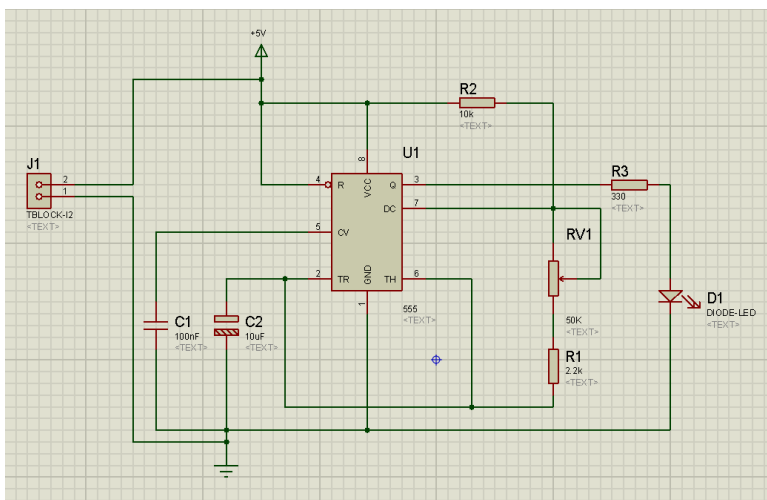 +5V
R2
10k
<TEXT>
J1
2
1
TBLOCK-I2
<TEXT>
U1
8
4
R
VCC
Q
3
DC
7
5
CV
2
TR
GND
TH
6
1
555
<TEXT>
R3
330
<TEXT>
RV1
50K
<TEXT>
C1
100nF
<TEXT>
C2
10uF
<TEXT>
R1
2.2k
<TEXT>
D1
DIODE-LED
<TEXT>